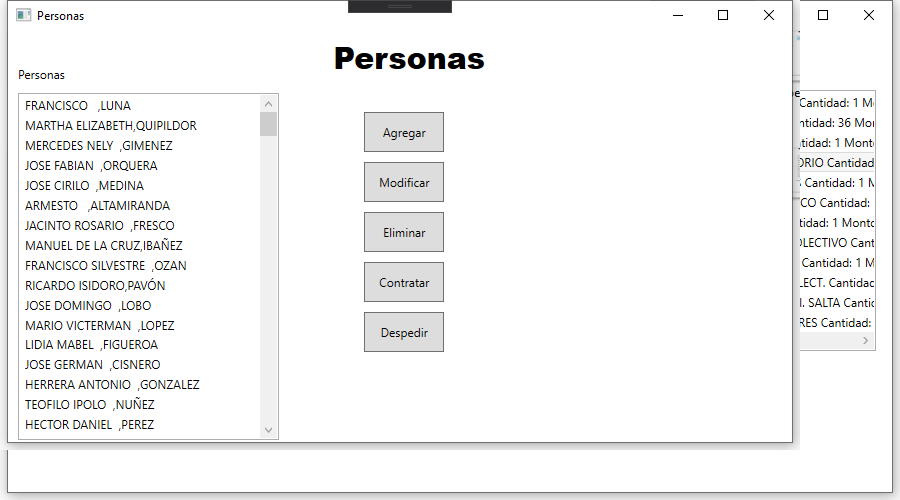 Personas
Personas
Personas
FRANCISCO ,LUNA
MARTHA ELIZABETH,QUIPILDOR
MERCEDES NELY ,GIMENEZ
JOSE FABIAN ,ORQUERA
JOSE CIRILO ,MEDINA
ARMESTO ,ALTAMIRANDA
JACINTO ROSARIO ,FRESCO
MANUEL DE LA CRUZ,IBAÑEZ
FRANCISCO SILVESTRE ,OZAN
RICARDO ISIDORO,PAVÓN
JOSE DOMINGO ,LOBO
MARIO VICTERMAN ,LOPEZ
LIDIA MABEL ,FIGUEROA
JOSE GERMAN ,CISNERO
HERRERA ANTONIO ,GONZALEZ
TEOFILO IPOLO ,NUÑEZ
HECTOR DANIEL ,PEREZ
Agregar
Modificar
Eliminar
Contratar
Despedir
Cantidad: 1 M
ntidad: 36 Mon
tidad: 1 Monto
ORIO Cantidad
Cantidad: 1 M
CO Cantidad:
tidad: 1 Monto
OLECTIVO Cant
Cantidad: 1 M
LECT. Cantidad
I. SALTA Cantid
RES Cantidad: